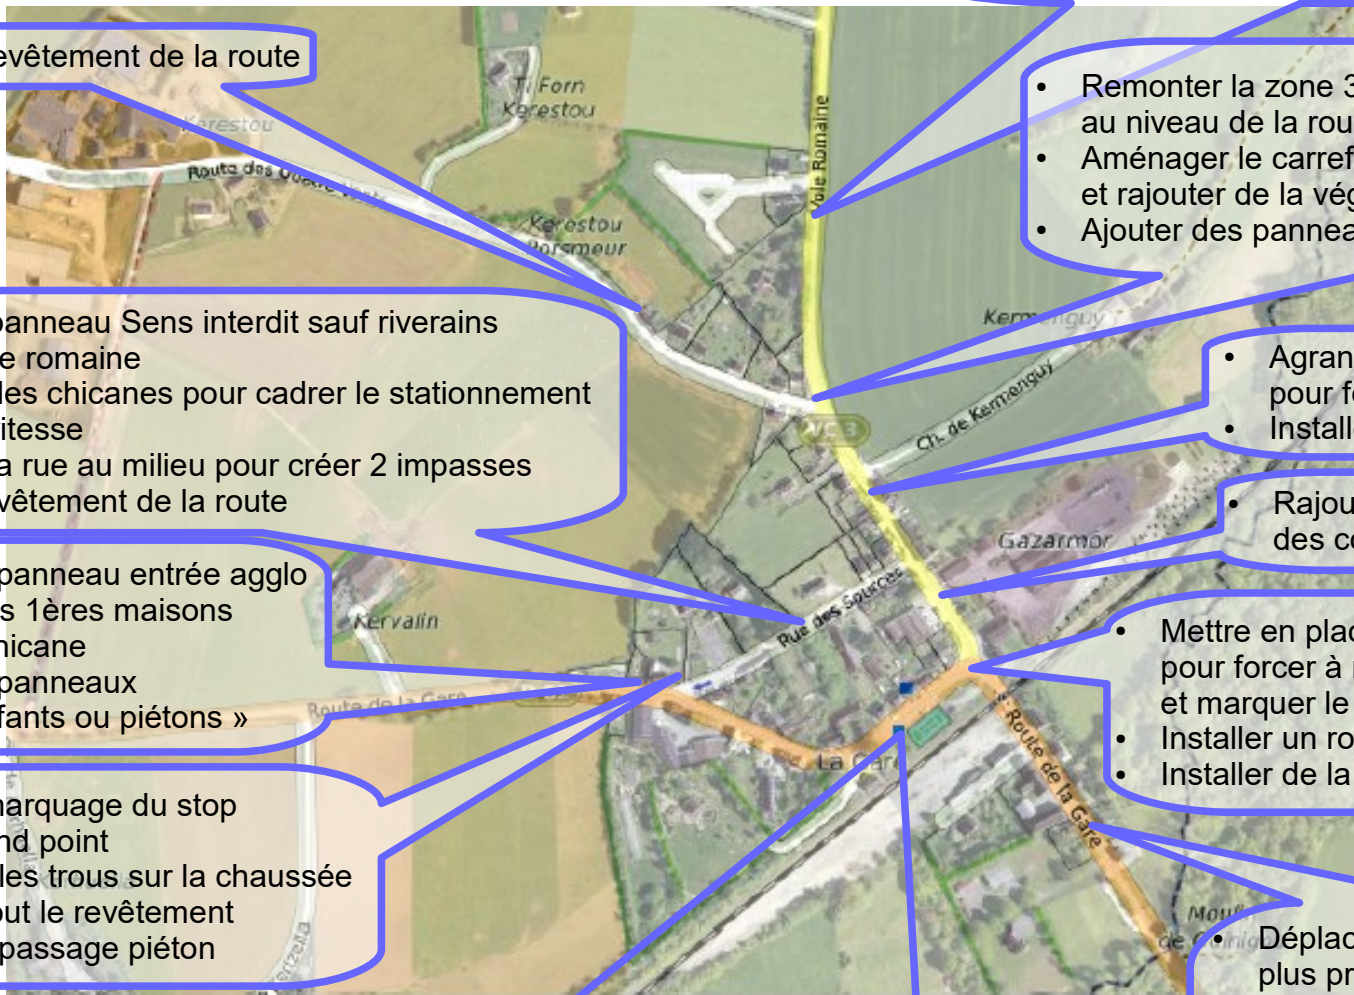 evêtement de la route
• Remonter la zone 3
au niveau de la rou
• Aménager le carref
et rajouter de la vég
• Ajouter des pannea
panneau Sens interdit sauf riverains
e romaine
les chicanes pour cadrer le stationnement
itesse
a rue au milieu pour créer 2 impasses
vêtement de la route
• Agran
pour f
• Install
• Rajou
des c
panneau entrée agglo
s 1ères maisons
hicane
panneaux
fants ou piétons »
• Mettre en plac
pour forcer à
et marquer le
• Installer un ro
• Installer de la
narquage du stop
nd point
les trous sur la chaussée
out le revêtement
passage piéton
• Déplac
plus pr
Ti Forn
Kerestou
Kerestou
Route des Quatre Vents
Voie Romaine
Kerestou
Porsmeur
Kermenguy
Ch. de Kermenguy
Gazarmor
Rue des Sources
Kervalin
Route de la Gare
La Gare
Route de la Gare